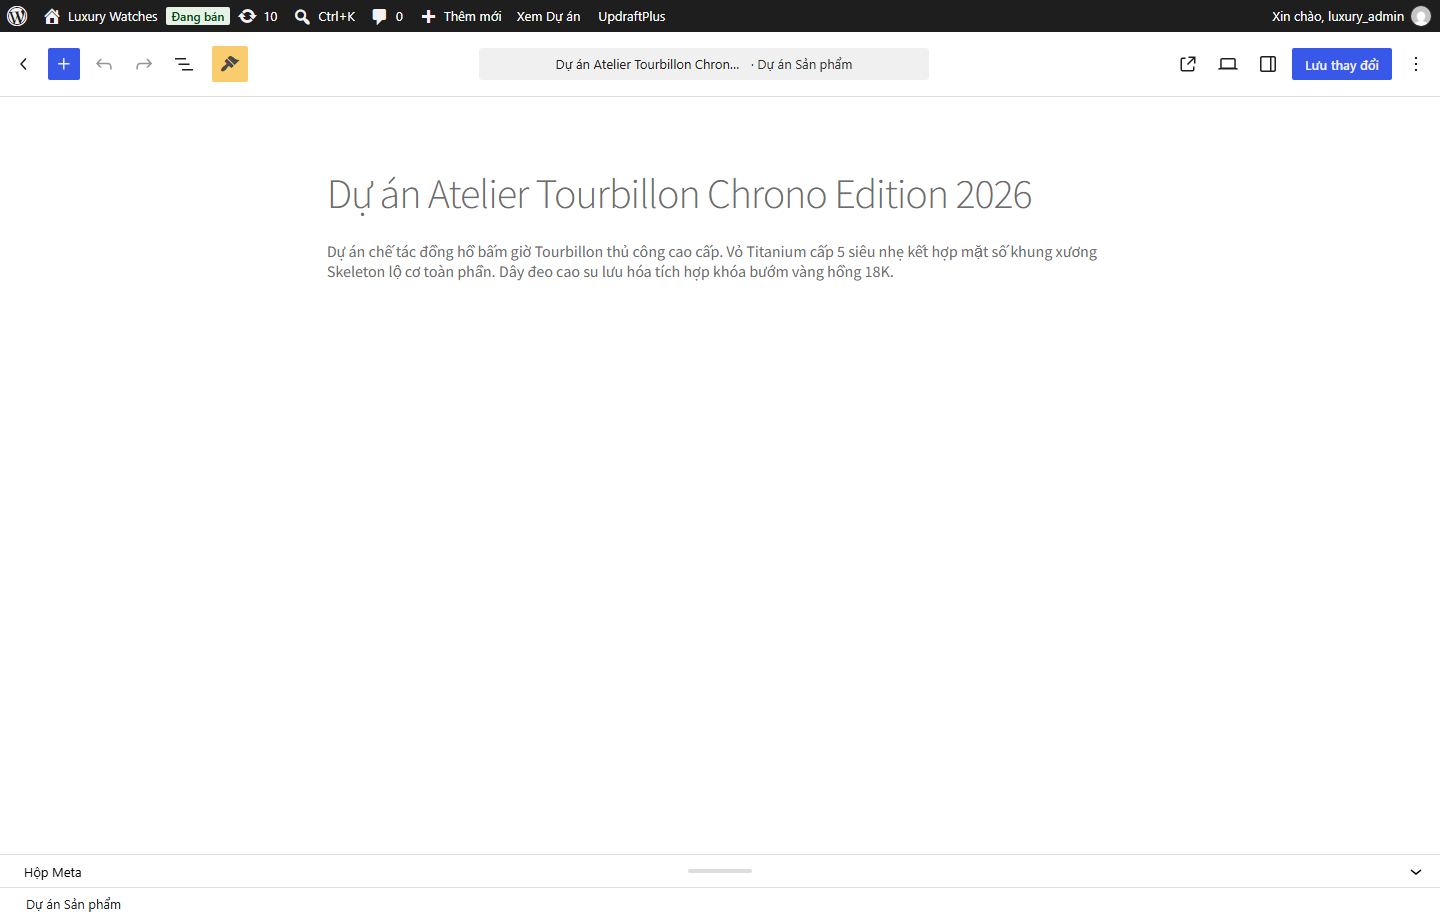 Luxury Watches Đang bán 10 Ctrl+K 0 Thêm mới Xem Dự án UpdraftPlus Xin chào, luxury_admin
Dự án Atelier Tourbillon Chron... · Dự án Sản phẩm Lưu thay đổi
Dự án Atelier Tourbillon Chrono Edition 2026
Dự án chế tác đồng hồ bấm giờ Tourbillon thủ công cao cấp. Vỏ Titanium cấp 5 siêu nhẹ kết hợp mặt số khung xương
Skeleton lộ cơ toàn phần. Dây đeo cao su lưu hóa tích hợp khóa bướm vàng hồng 18K.
Hộp Meta
Dự án Sản phẩm